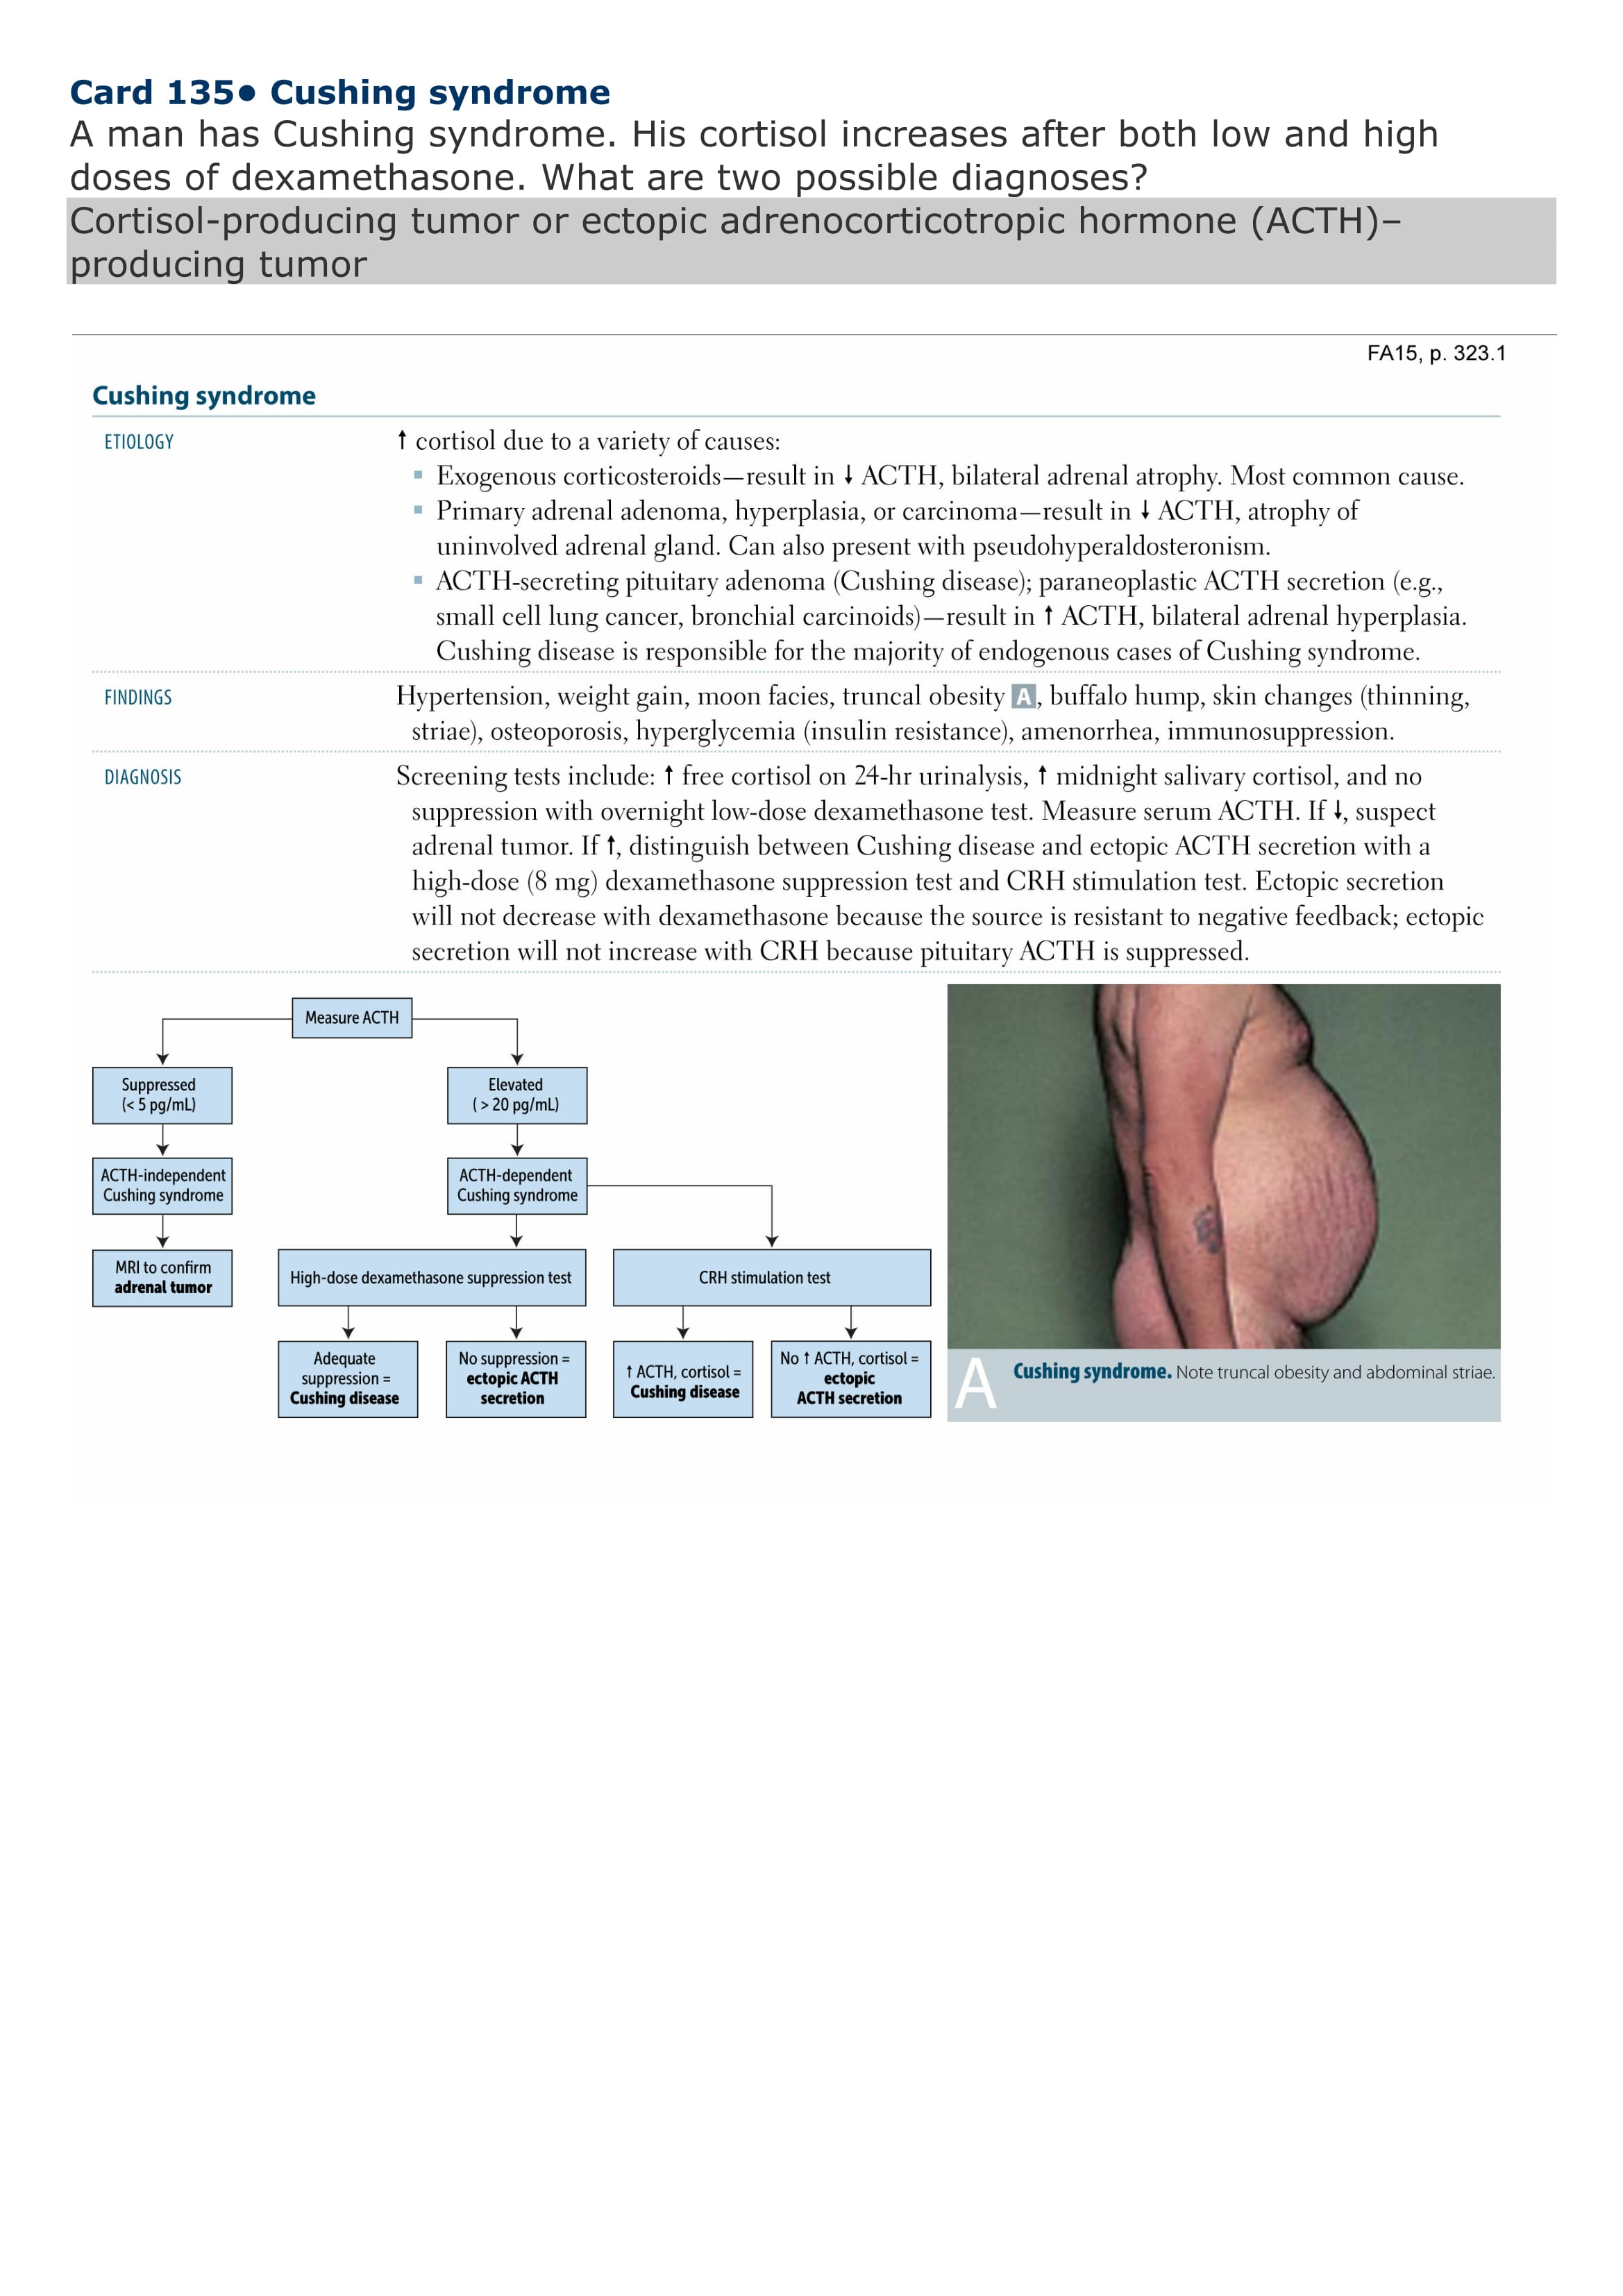 Card 135• Cushing syndrome
A man has Cushing syndrome. His cortisol increases after both low and high
doses of dexamethasone. What are two possible diagnoses?
Cortisol-producing tumor or ectopic adrenocorticotropic hormone (ACTH)–
producing tumor
FA15, p. 323.1
Cushing syndrome
ETIOLOGY
↑ cortisol due to a variety of causes:
▪ Exogenous corticosteroids—result in ↓ ACTH, bilateral adrenal atrophy. Most common cause.
▪ Primary adrenal adenoma, hyperplasia, or carcinoma—result in ↓ ACTH, atrophy of
uninvolved adrenal gland. Can also present with pseudohyperaldosteronism.
▪ ACTH-secreting pituitary adenoma (Cushing disease); paraneoplastic ACTH secretion (e.g.,
small cell lung cancer, bronchial carcinoids)—result in ↑ ACTH, bilateral adrenal hyperplasia.
Cushing disease is responsible for the majority of endogenous cases of Cushing syndrome.
FINDINGS
Hypertension, weight gain, moon facies, truncal obesity A, buffalo hump, skin changes (thinning,
striae), osteoporosis, hyperglycemia (insulin resistance), amenorrhea, immunosuppression.
DIAGNOSIS
Screening tests include: ↑ free cortisol on 24-hr urinalysis, ↑ midnight salivary cortisol, and no
suppression with overnight low-dose dexamethasone test. Measure serum ACTH. If ↓, suspect
adrenal tumor. If ↑, distinguish between Cushing disease and ectopic ACTH secretion with a
high-dose (8 mg) dexamethasone suppression test and CRH stimulation test. Ectopic secretion
will not decrease with dexamethasone because the source is resistant to negative feedback; ectopic
secretion will not increase with CRH because pituitary ACTH is suppressed.
Measure ACTH
Suppressed
(< 5 pg/mL)
Elevated
( > 20 pg/mL)
ACTH-independent
Cushing syndrome
ACTH-dependent
Cushing syndrome
MRI to confirm
adrenal tumor
High-dose dexamethasone suppression test
CRH stimulation test
Adequate
suppression =
Cushing disease
No suppression =
ectopic ACTH
secretion
↑ ACTH, cortisol =
Cushing disease
No ↑ ACTH, cortisol =
ectopic
ACTH secretion
A
Cushing syndrome. Note truncal obesity and abdominal striae.